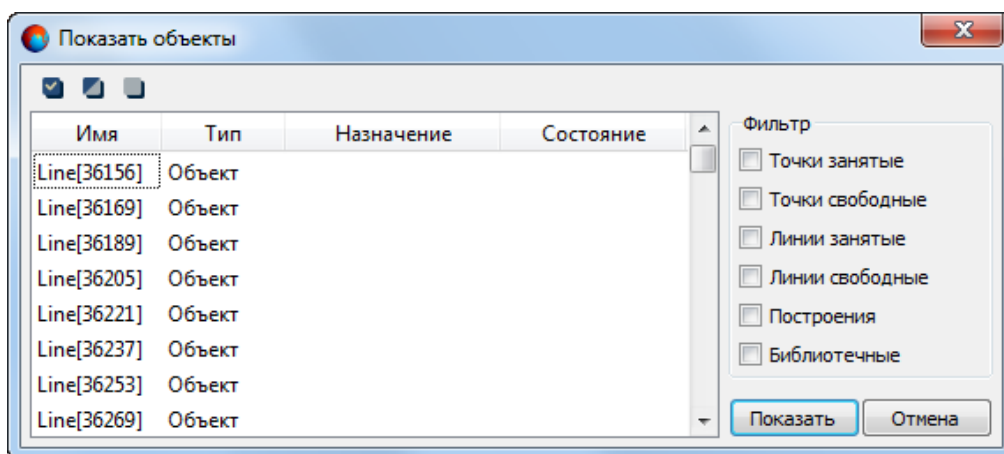 Показать объекты
Имя Тип Назначение Состояние
Line[36156] Объект
Line[36169] Объект
Line[36189] Объект
Line[36205] Объект
Line[36221] Объект
Line[36237] Объект
Line[36253] Объект
Line[36269] Объект
Фильтр
Точки занятые
Точки свободные
Линии занятые
Линии свободные
Построения
Библиотечные
Показать Отмена